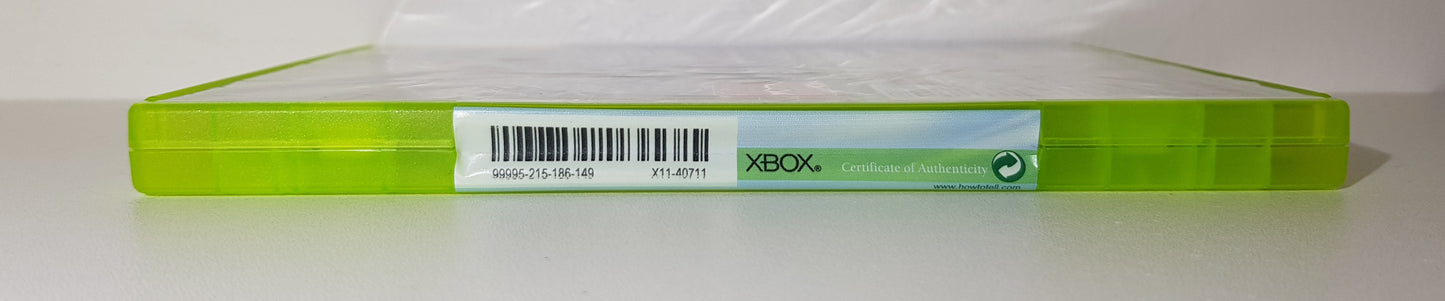 99995-215-186-149 X11-40711
XBOX®
Certificate of Authenticity
www.howtotell.com